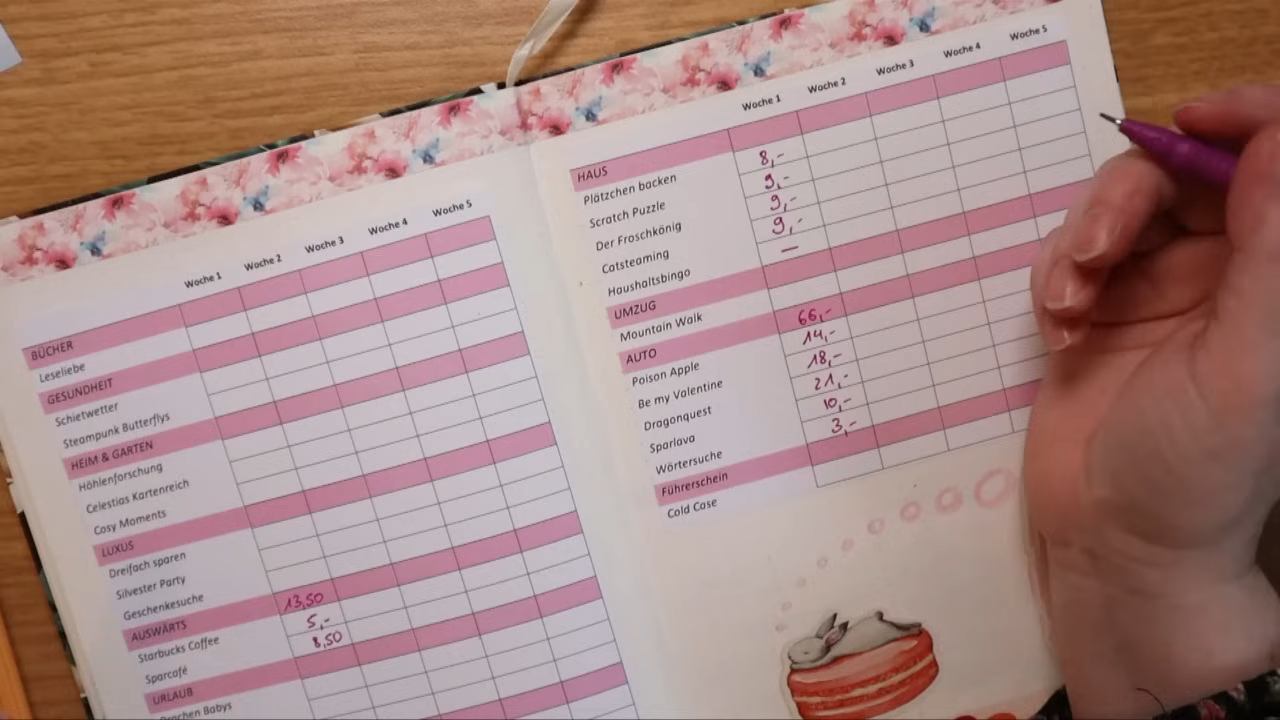 Woche 1 Woche 2 Woche 3 Woche 4 Woche 5
BÜCHER
Leseliebe
GESUNDHEIT
Schietwetter
Steampunk Butterflys
HEIM & GARTEN
Höhlenforschung
Celestias Kartenreich
Cosy Moments
LUXUS
Dreifach sparen
Silvester Party
Geschenkesuche
AUSWÄRTS 13,50
Starbucks Coffee 5,-
Sparcafé 8,50
URLAUB
Drachen Babys
Woche 1 Woche 2 Woche 3 Woche 4 Woche 5
HAUS
Plätzchen backen 8,-
Scratch Puzzle 9,-
Der Froschkönig 9,-
Catsteaming 9,-
Haushaltsbingo —
UMZUG
Mountain Walk
AUTO 66,-
Poison Apple 14,-
Be my Valentine 18,-
Dragonquest 21,-
Sparlava 10,-
Wörtersuche 3,-
Führerschein
Cold Case